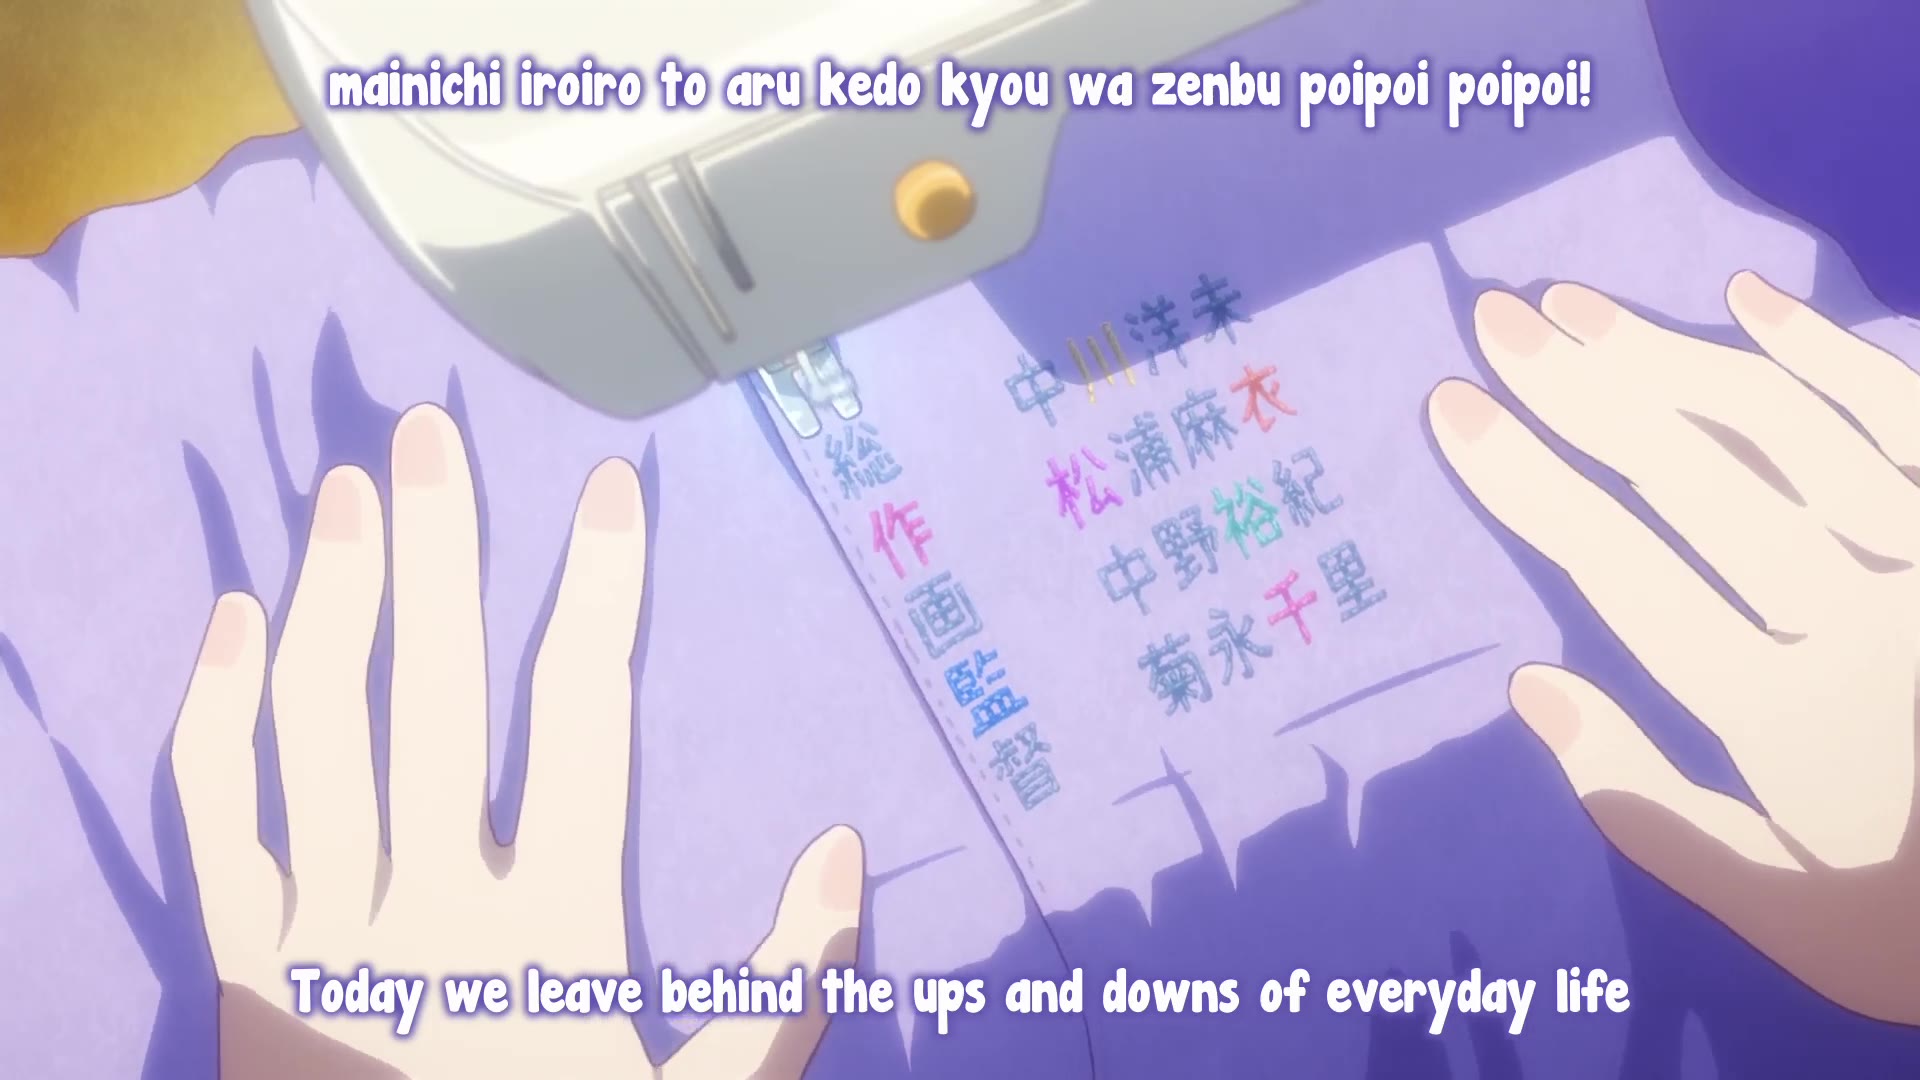 mainichi iroiro to aru kedo kyou wa zenbu poipoi poipoi!
総作画監督
中川洋未
松浦麻衣
中野裕紀
菊永千里
Today we leave behind the ups and downs of everyday life